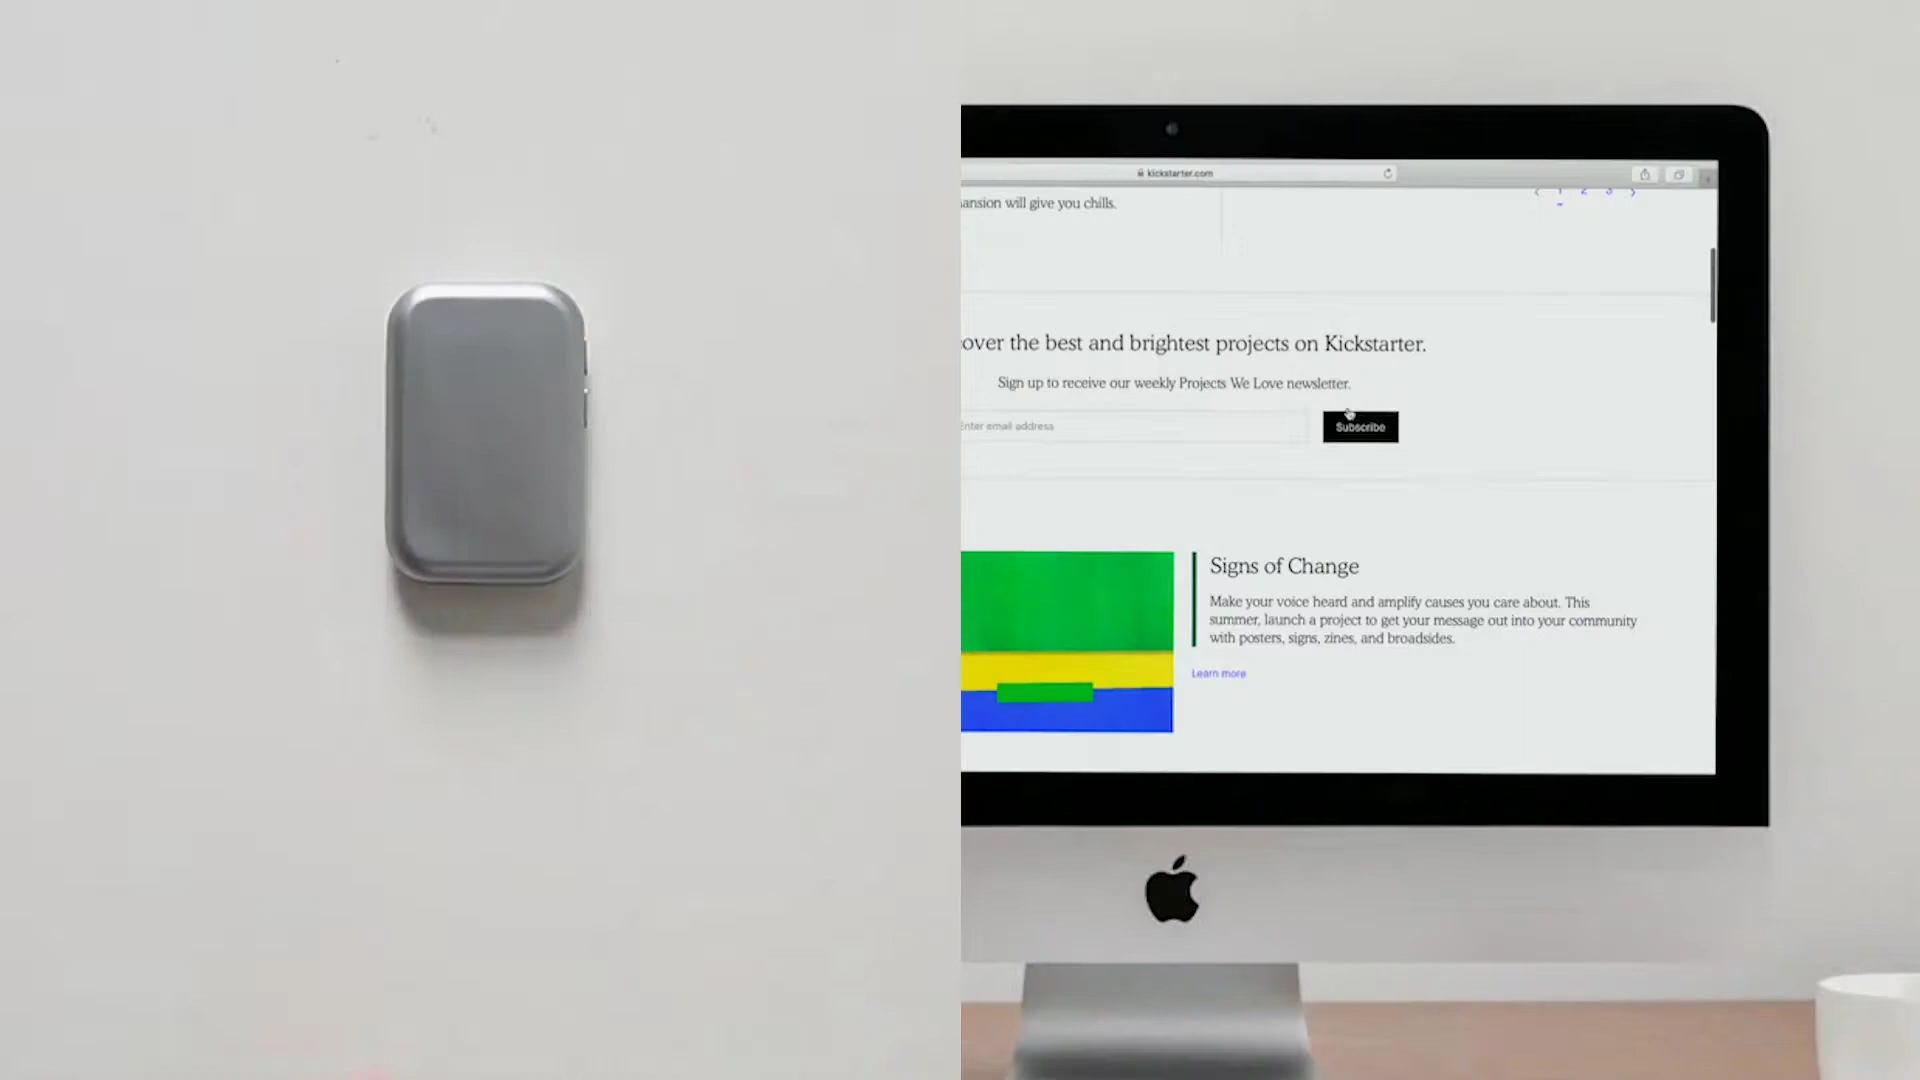 kickstarter.com
ansion will give you chills.
1 2 3
over the best and brightest projects on Kickstarter.
Sign up to receive our weekly Projects We Love newsletter.
Enter email address
Subscribe
Signs of Change
Make your voice heard and amplify causes you care about. This
summer, launch a project to get your message out into your community
with posters, signs, zines, and broadsides.
Learn more